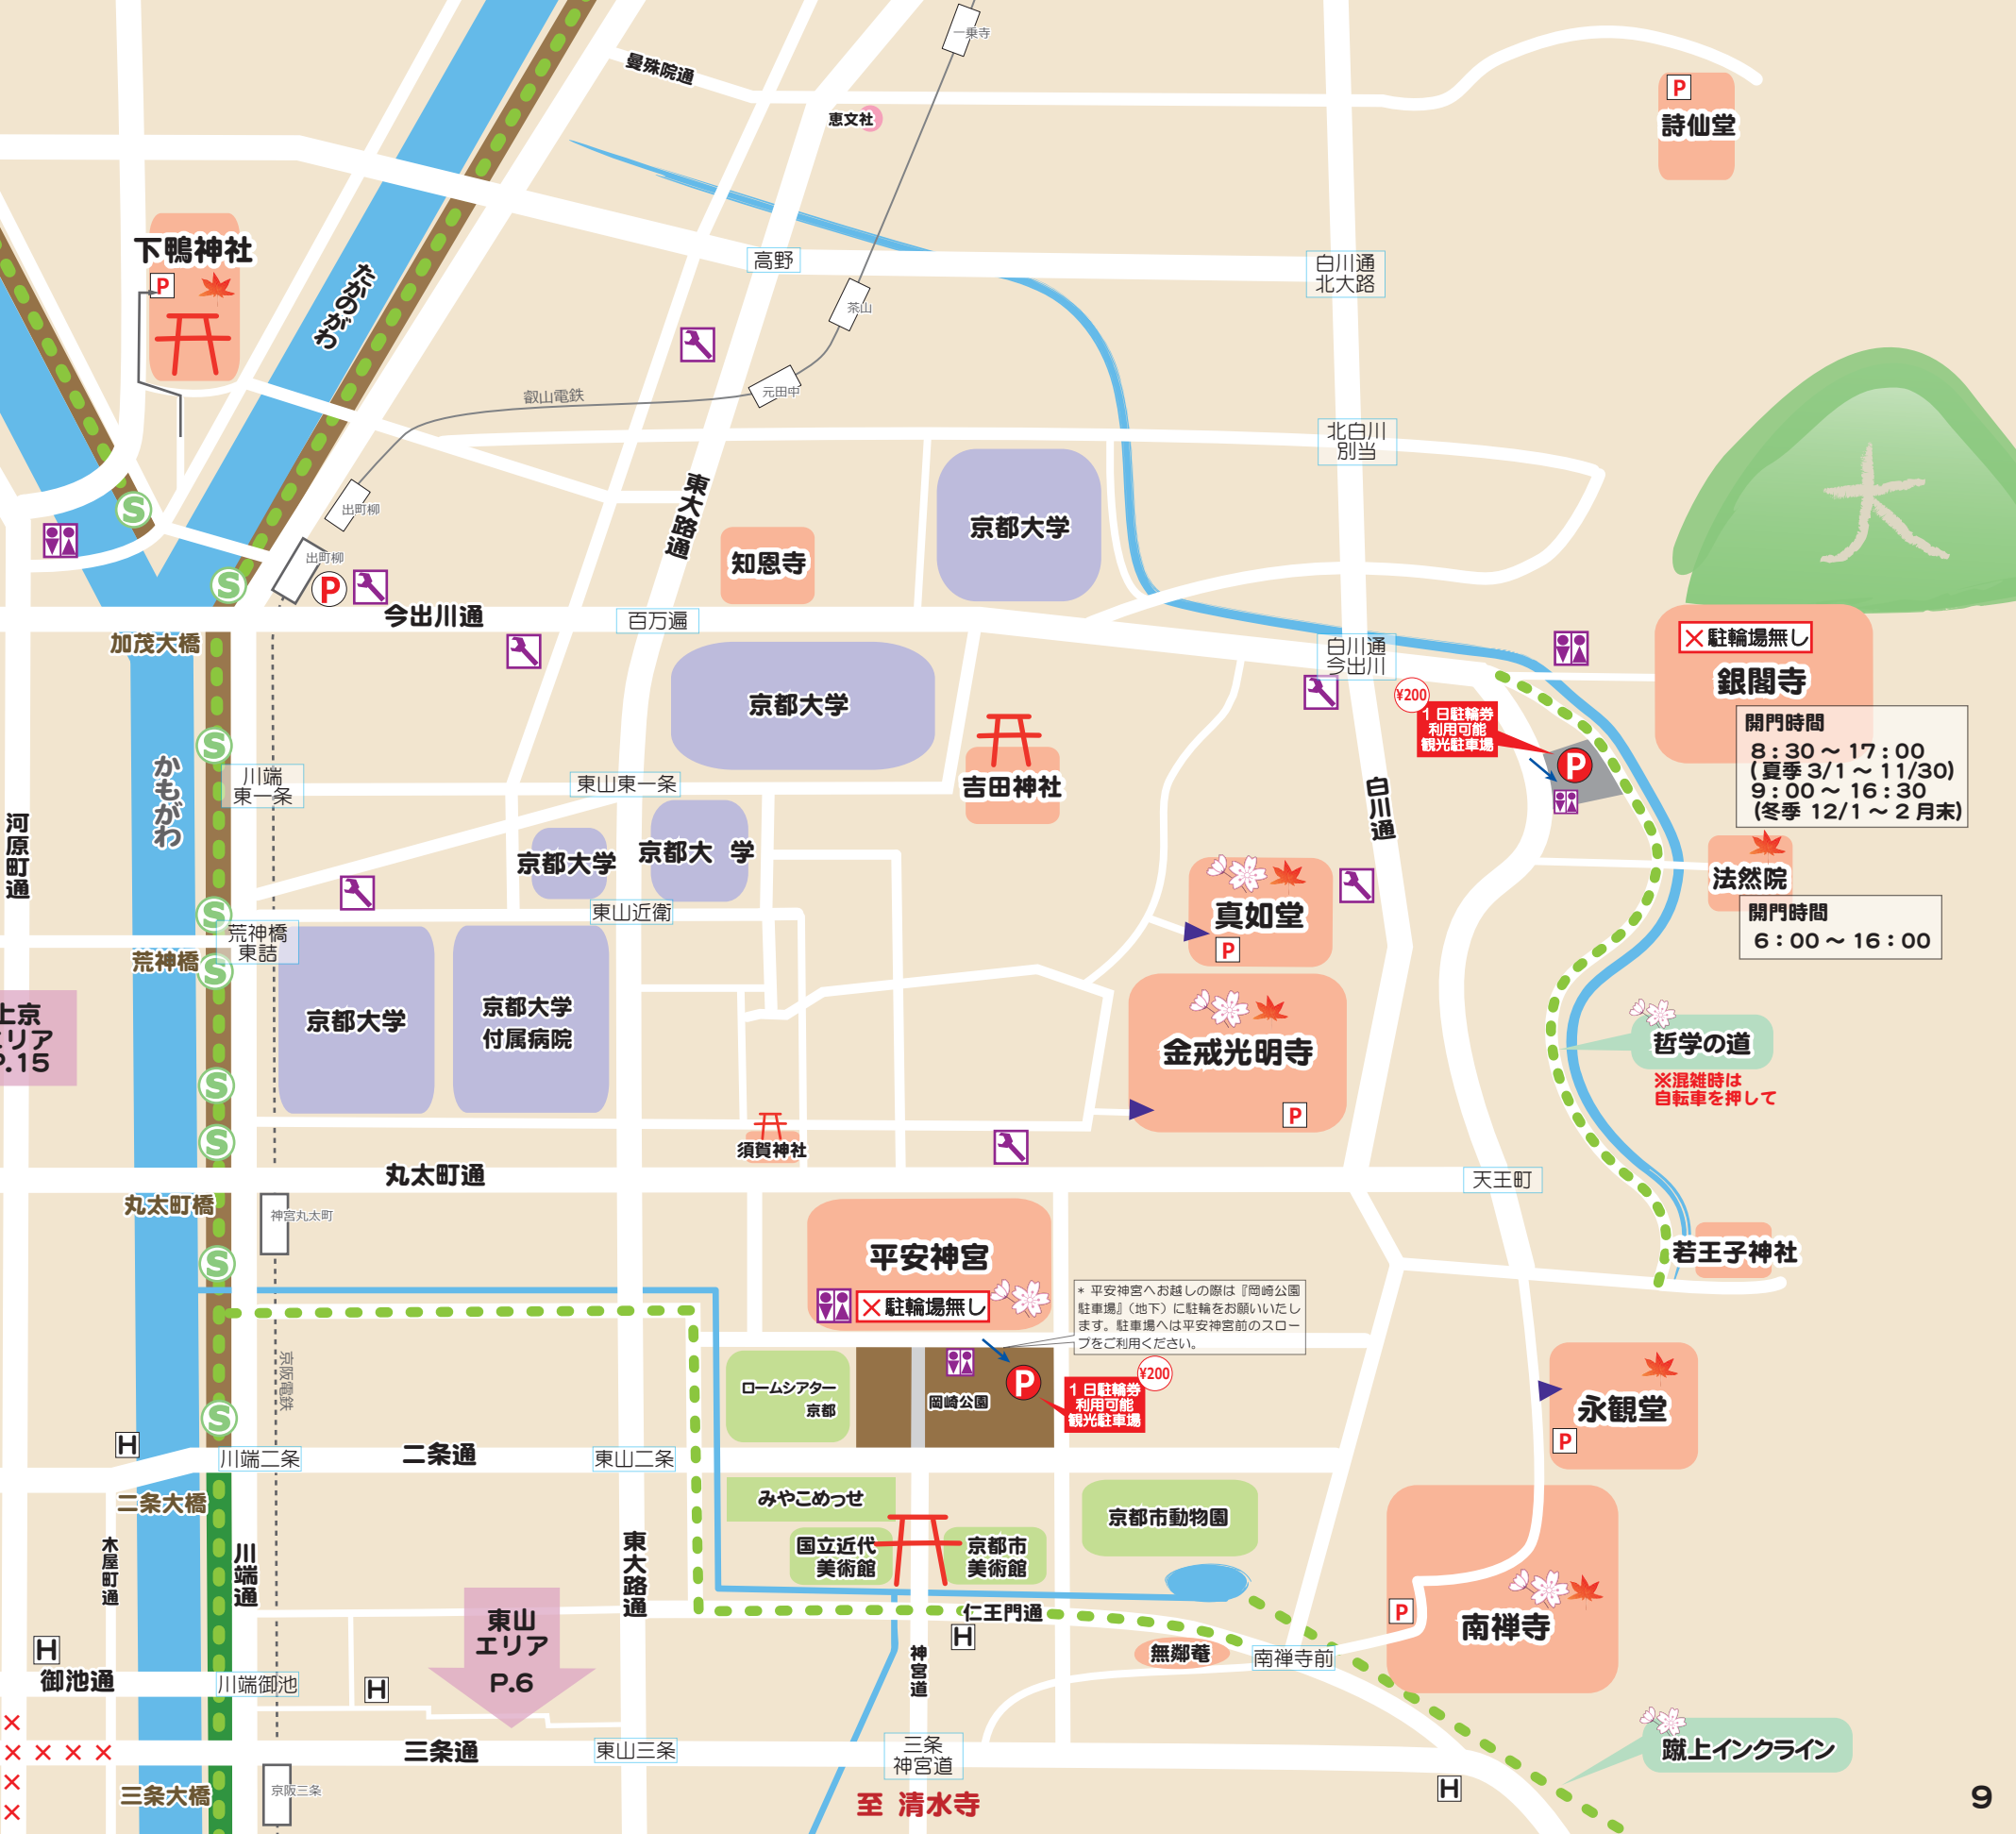 一乗寺
曼殊院通
P
恵文社
詩仙堂
下鴨神社
P
たかのがわ
高野
白川通
北大路
茶山
元田中
叡山電鉄
北白川
別当
東大路通
大
出町柳
S
出町柳
京都大学
知恩寺
S
P
今出川通
百万遍
加茂大橋
白川通
今出川
×駐輪場無し
銀閣寺
¥200
1日駐輪券
利用可能
観光駐車場
P
開門時間
8:30～17:00
(夏季 3/1～11/30)
9:00～16:30
(冬季 12/1～2月末)
京都大学
吉田神社
S
かもがわ
川端
東一条
東山東一条
河原町通
白川通
京都大学
京都大 学
法然院
開門時間
6:00～16:00
S
東山近衛
真如堂
P
荒神橋
東詰
荒神橋
S
上京
エリア
P.15
京都大学
京都大学
付属病院
金戒光明寺
P
哲学の道
※混雑時は
自転車を押して
S
S
須賀神社
丸太町通
天王町
丸太町橋
神宮丸太町
S
若王子神社
平安神宮
×駐輪場無し
* 平安神宮へお越しの際は『岡崎公園
駐車場』（地下）に駐輪をお願いいたし
ます。駐車場へは平安神宮前のスロー
プをご利用ください。
京阪電鉄
ロームシアター
京都
岡崎公園
P
¥200
1日駐輪券
利用可能
観光駐車場
永観堂
P
S
H
川端二条
二条通
東山二条
二条大橋
みやこめっせ
京都市動物園
国立近代
美術館
京都市
美術館
木屋町通
川端通
東大路通
仁王門通
H
P
南禅寺
東山
エリア
P.6
無鄰菴
南禅寺前
神宮道
H
御池通
川端御池
H
三条通
東山三条
三条
神宮道
蹴上インクライン
三条大橋
京阪三条
H
至 清水寺
9